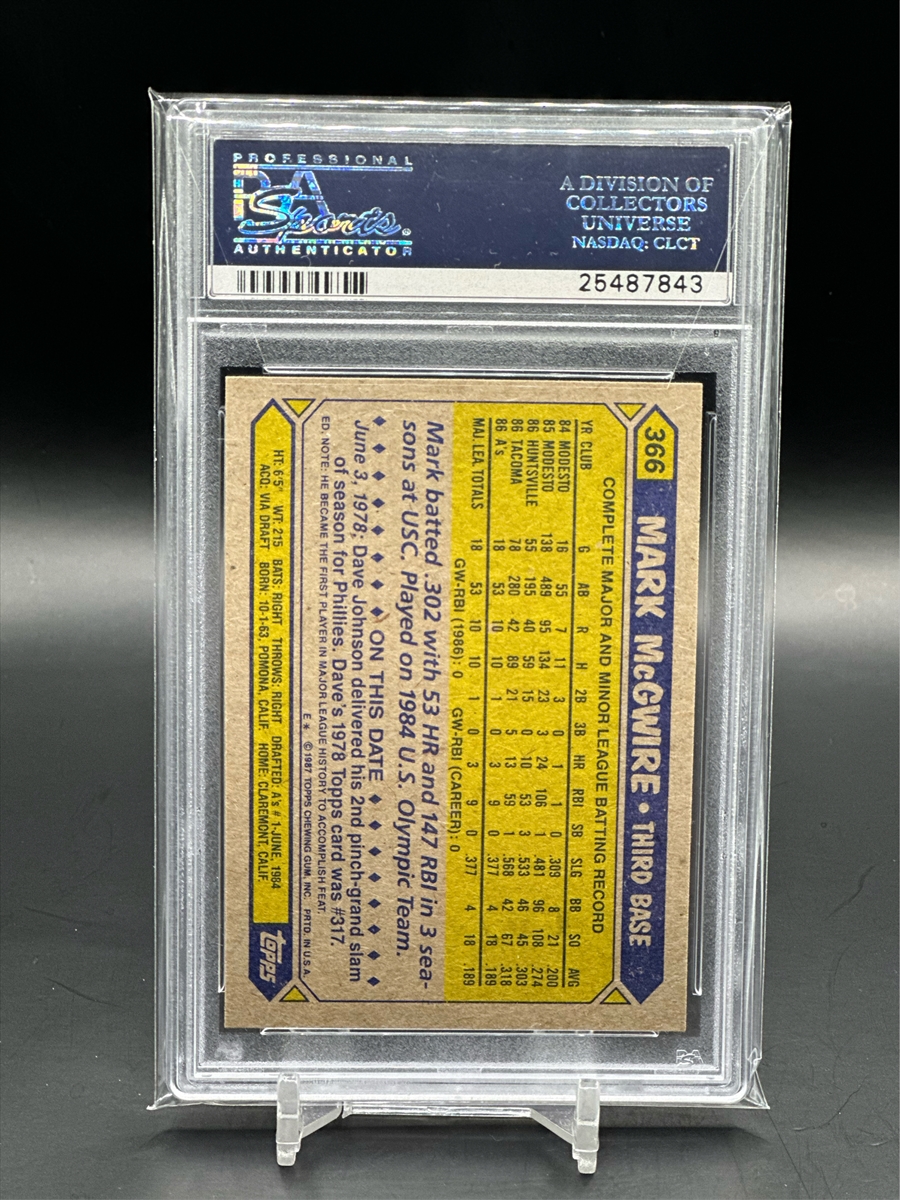 PROFESSIONAL
PSA
Sports®
AUTHENTICATOR
A DIVISION OF
COLLECTORS
UNIVERSE
NASDAQ: CLCT
25487843
366 MARK McGWIRE • THIRD BASE
COMPLETE MAJOR AND MINOR LEAGUE BATTING RECORD
YR CLUB G AB R H 2B 3B HR RBI SB SLG BB SO AVG
84 MODESTO 16 55 7 11 3 0 1 1 0 .309 8 21 .200
85 MODESTO 138 489 95 134 23 3 24 106 1 .481 96 108 .274
86 HUNTSVILLE 55 195 40 59 15 0 10 53 3 .533 46 45 .303
86 TACOMA 78 280 42 89 21 5 13 59 1 .568 42 67 .318
86 A's 18 53 10 10 1 0 3 9 0 .377 4 18 .189
MAJ. LEA. TOTALS 18 53 10 10 1 0 3 9 0 .377 4 18 .189
GW-RBI (1986): 0 GW-RBI (CAREER): 0
Mark batted .302 with 53 HR and 147 RBI in 3 sea-
sons at USC. Played on 1984 U.S. Olympic Team.
ON THIS DATE
June 3, 1978: Dave Johnson delivered his 2nd pinch-grand slam
of season for Phillies. Dave's 1978 Topps card was #317.
ED. NOTE: HE BECAME THE FIRST PLAYER IN MAJOR LEAGUE HISTORY TO ACCOMPLISH FEAT.
E* ©1987 TOPPS CHEWING GUM, INC. PRTD. IN U.S.A.
HT: 6'5" WT: 215 BATS: RIGHT THROWS: RIGHT DRAFTED: A's #1-JUNE, 1984
ACQ: VIA DRAFT BORN: 10-1-63, POMONA, CALIF. HOME: CLAREMONT, CALIF.
TOPPS